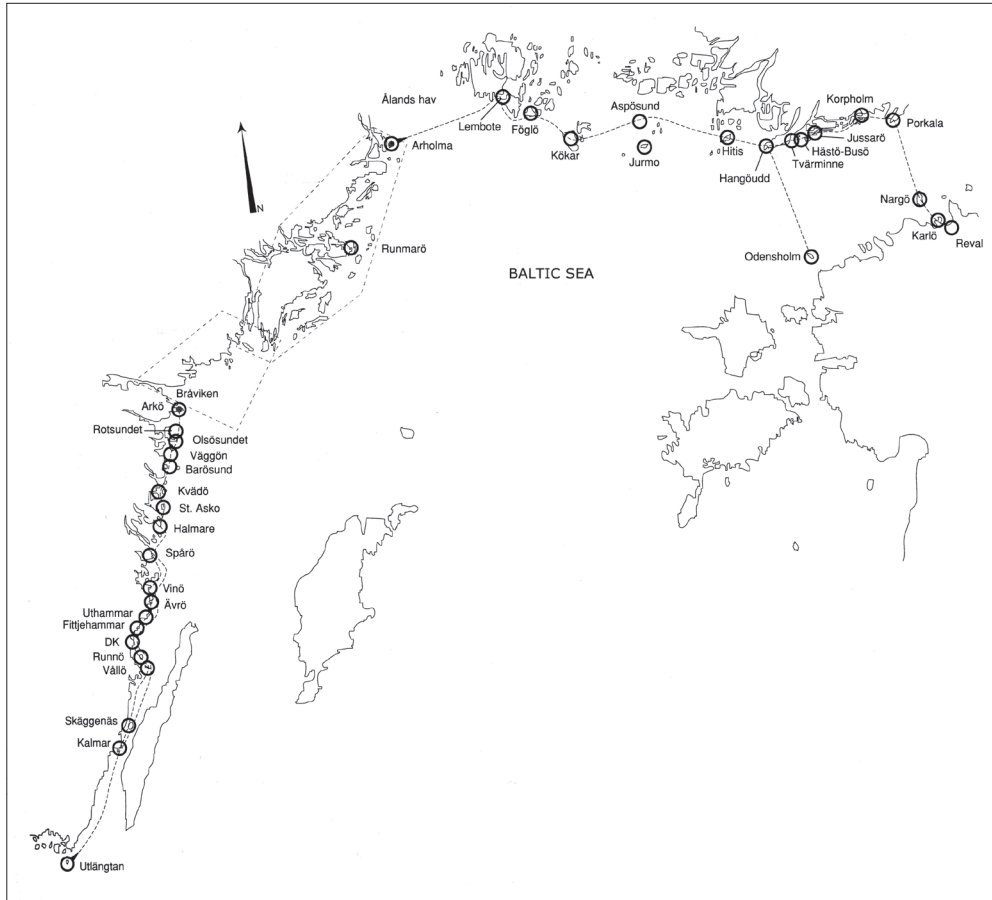 Ålands hav
Lembote
Föglö
Arholma
Kökar
Aspösund
Jurmo
Hitis
Hangöudd
Korpholm
Porkala
Jussarö
Hästö-Busö
Tvärminne
Nargö
Karlö
Reval
Odensholm
Runmarö
BALTIC SEA
N
Bråviken
Arkö
Rotsundet
Olsösundet
Väggön
Barösund
Kvädö
St. Asko
Halmare
Spårö
Vinö
Ävrö
Uthammar
Fittjehammar
DK
Runnö
Vållö
Skäggenäs
Kalmar
Utlängtan